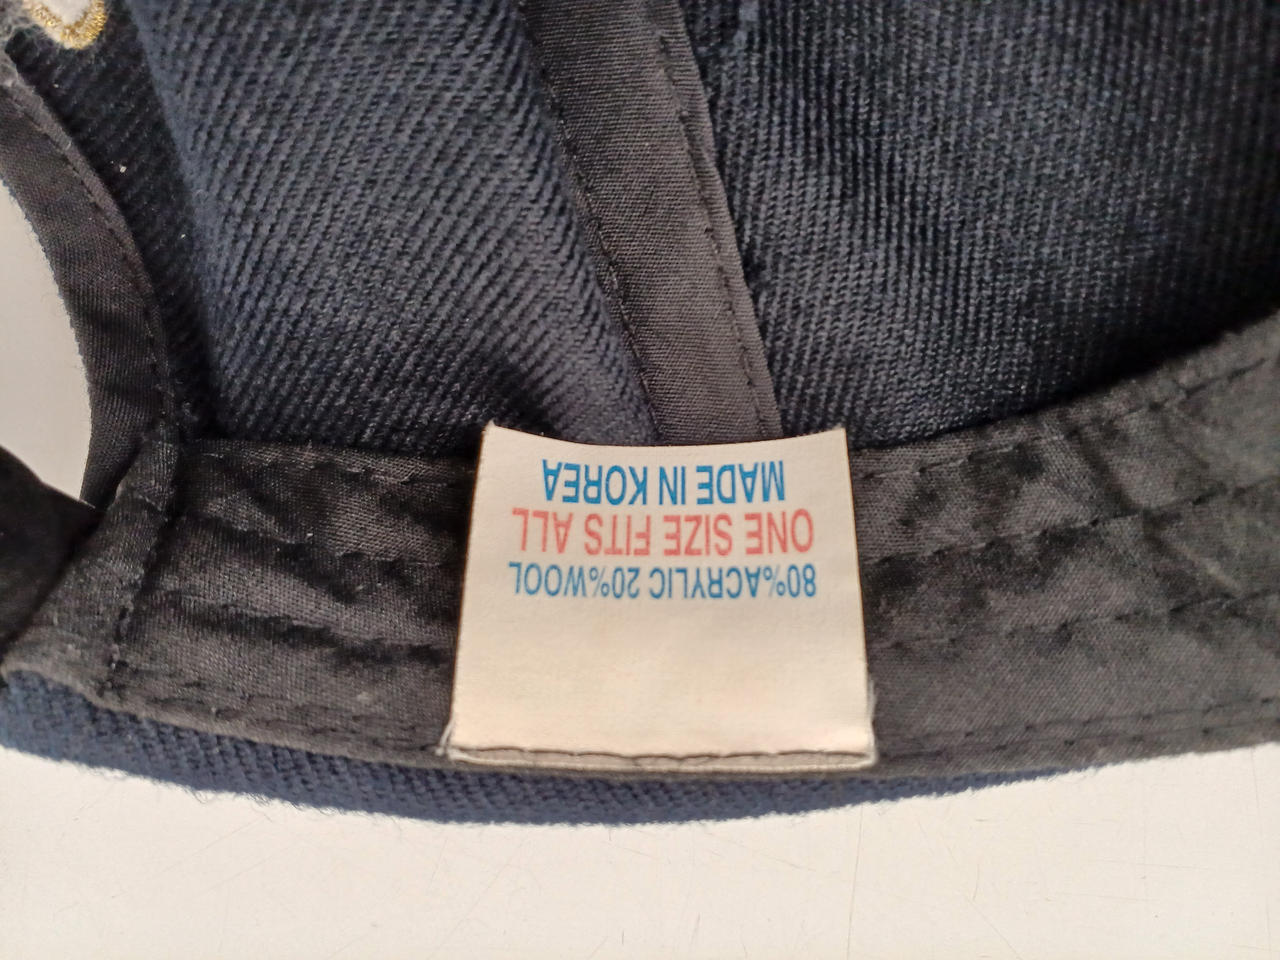 80%ACRYLIC 20%WOOL
ONE SIZE FITS ALL
MADE IN KOREA